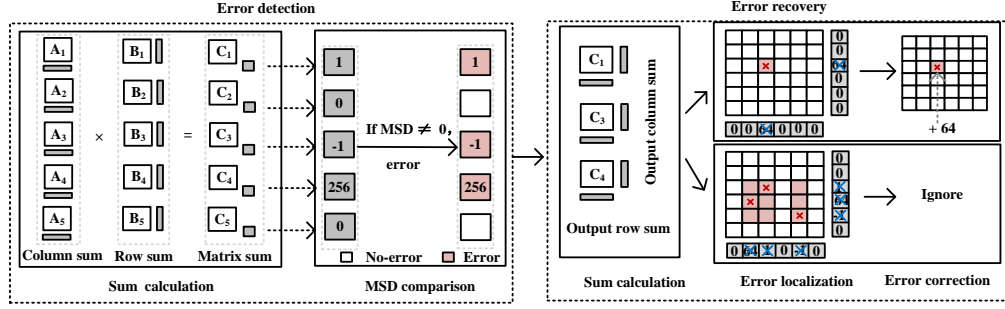 Error detection
Error recovery
A1 B1 C1
A2 B2 C2
A3 × B3 = C3
A4 B4 C4
A5 B5 C5
Column sum Row sum Matrix sum
Sum calculation
1
0
-1
256
0
If MSD ≠ 0,
error
1
-1
256
No-error Error
MSD comparison
C1
C3
C4
Output column sum
Output row sum
Sum calculation
0
0
64
0
0
0
0 0 64 0 0 0
+ 64
0
0
1
64
-1
0
0 64 1 0 -1 0
Ignore
Error localization
Error correction